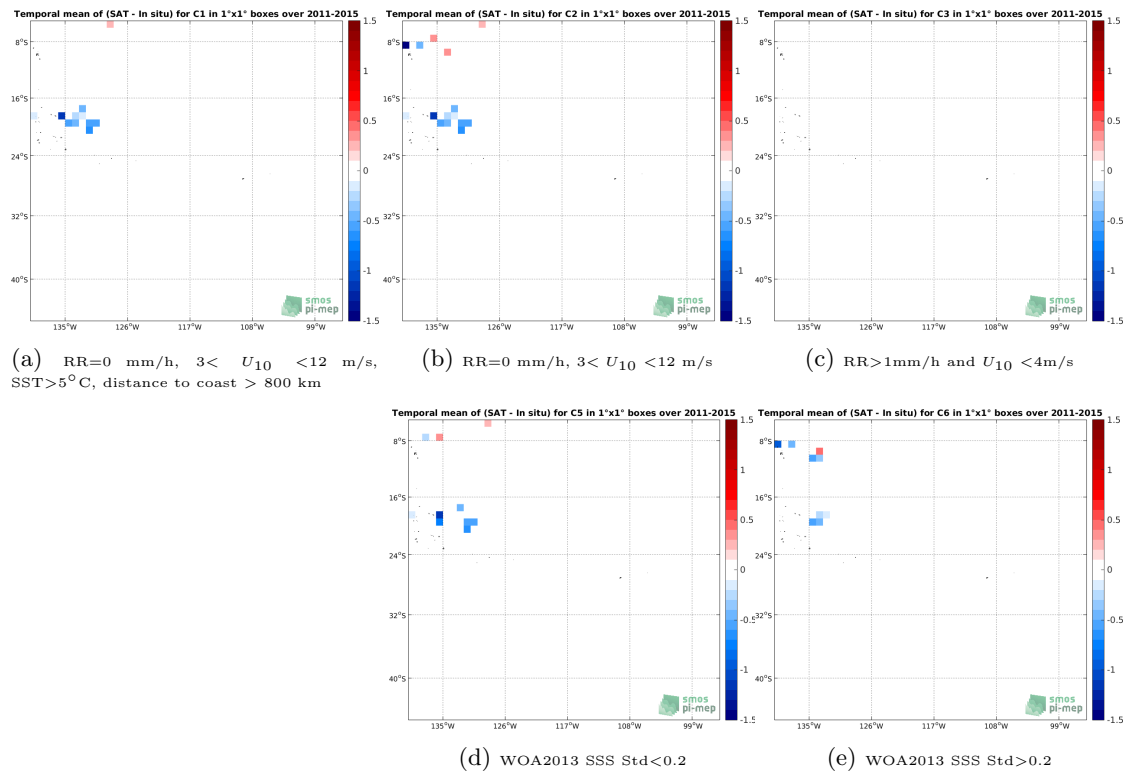 Temporal mean of (SAT - In situ) for C1 in 1°x1° boxes over 2011-2015
8°S
16°S
24°S
32°S
40°S
135°W
126°W
117°W
108°W
99°W
1.5
1
0.5
0
-0.5
-1
-1.5
smos
pi-mep
(a) RR=0 mm/h, 3< U10 <12 m/s,
SST>5°C, distance to coast > 800 km
Temporal mean of (SAT - In situ) for C2 in 1°x1° boxes over 2011-2015
8°S
16°S
24°S
32°S
40°S
135°W
126°W
117°W
108°W
99°W
1.5
1
0.5
0
-0.5
-1
-1.5
smos
pi-mep
(b) RR=0 mm/h, 3< U10 <12 m/s
Temporal mean of (SAT - In situ) for C3 in 1°x1° boxes over 2011-2015
8°S
16°S
24°S
32°S
40°S
135°W
126°W
117°W
108°W
99°W
1.5
1
0.5
0
-0.5
-1
-1.5
smos
pi-mep
(c) RR>1mm/h and U10 <4m/s
Temporal mean of (SAT - In situ) for C5 in 1°x1° boxes over 2011-2015
8°S
16°S
24°S
32°S
40°S
135°W
126°W
117°W
108°W
99°W
1.5
1
0.5
0
-0.5
-1
-1.5
smos
pi-mep
(d) WOA2013 SSS Std<0.2
Temporal mean of (SAT - In situ) for C6 in 1°x1° boxes over 2011-2015
8°S
16°S
24°S
32°S
40°S
135°W
126°W
117°W
108°W
99°W
1.5
1
0.5
0
-0.5
-1
-1.5
smos
pi-mep
(e) WOA2013 SSS Std>0.2